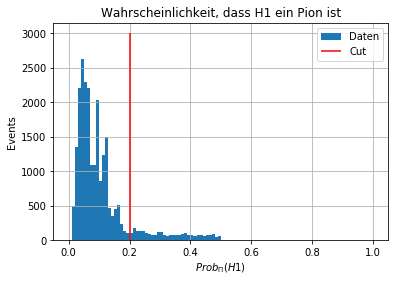 Wahrscheinlichkeit, dass H1 ein Pion ist
3000
2500
2000
1500
1000
500
0
Events
Daten
Cut
0.0 0.2 0.4 0.6 0.8 1.0
Prob_π(H1)